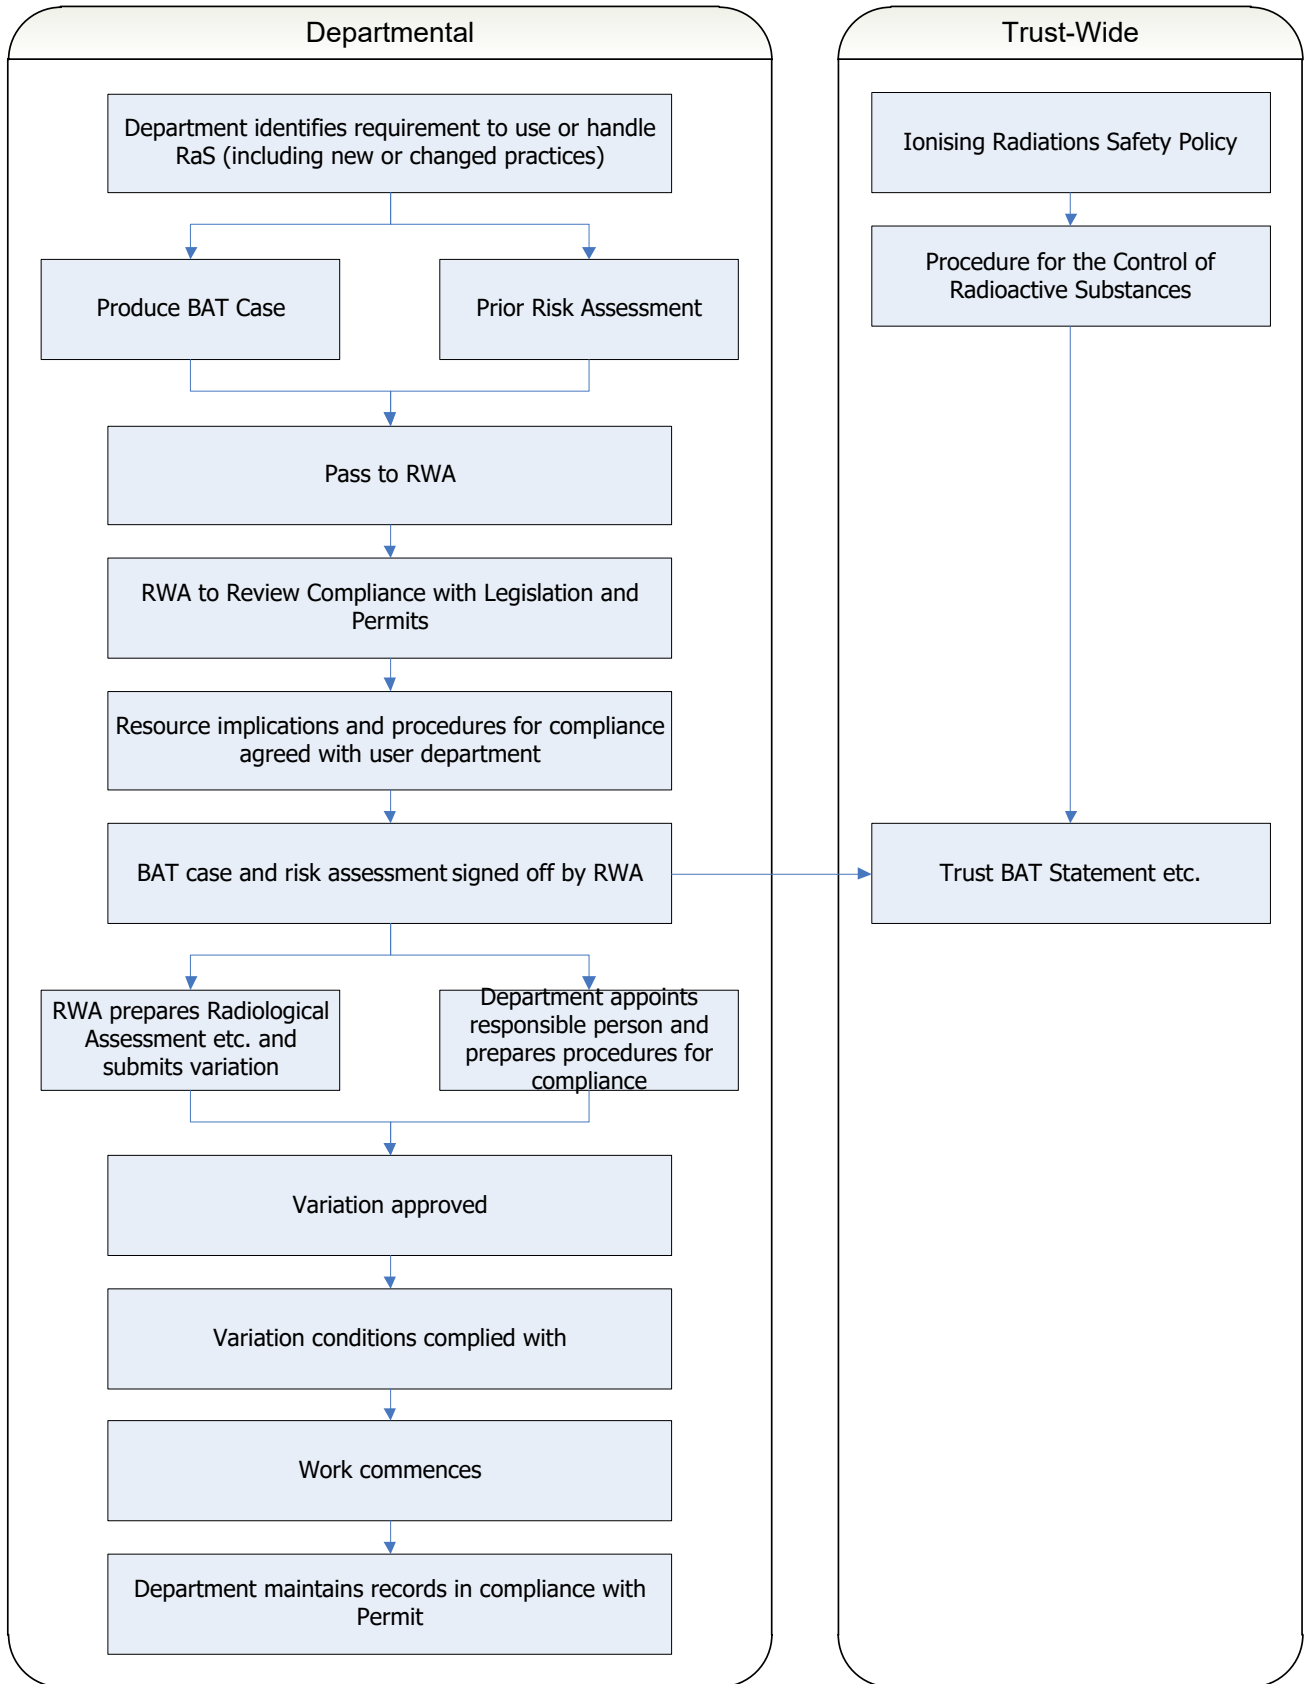 Departmental
Department identifies requirement to use or handle
RaS (including new or changed practices)
Produce BAT Case
Prior Risk Assessment
Pass to RWA
RWA to Review Compliance with Legislation and
Permits
Resource implications and procedures for compliance
agreed with user department
BAT case and risk assessment signed off by RWA
RWA prepares Radiological
Assessment etc. and
submits variation
Department appoints
responsible person and
prepares procedures for
compliance
Variation approved
Variation conditions complied with
Work commences
Department maintains records in compliance with
Permit
Trust-Wide
Ionising Radiations Safety Policy
Procedure for the Control of
Radioactive Substances
Trust BAT Statement etc.